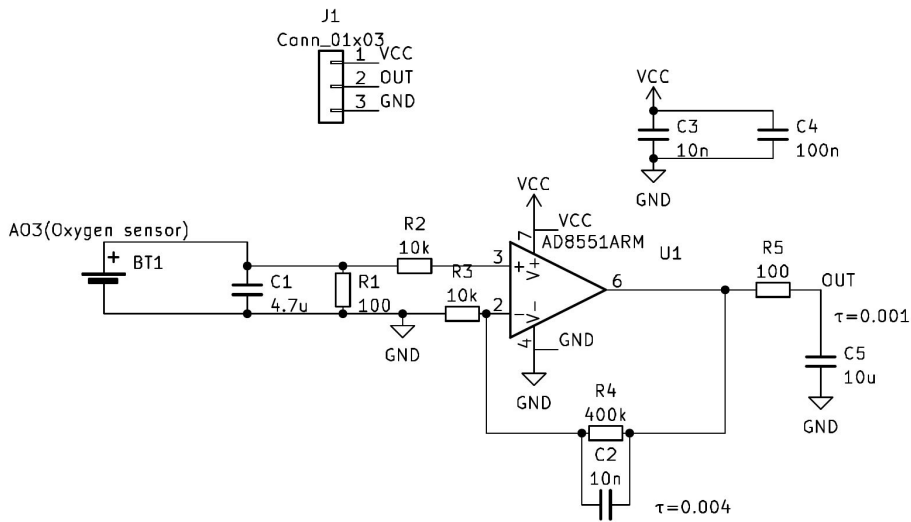 J1
Conn_01x03
1 VCC
2 OUT
3 GND
VCC
C3
10n
C4
100n
GND
VCC
7
VCC
AO3(Oxygen sensor)
+
BT1
C1
4.7u
R1
100
R2
10k
R3
10k
GND
3
2
+
-
V+
V-
AD8551ARM
U1
6
4
GND
GND
R5
100
OUT
τ=0.001
C5
10u
GND
R4
400k
C2
10n
τ=0.004